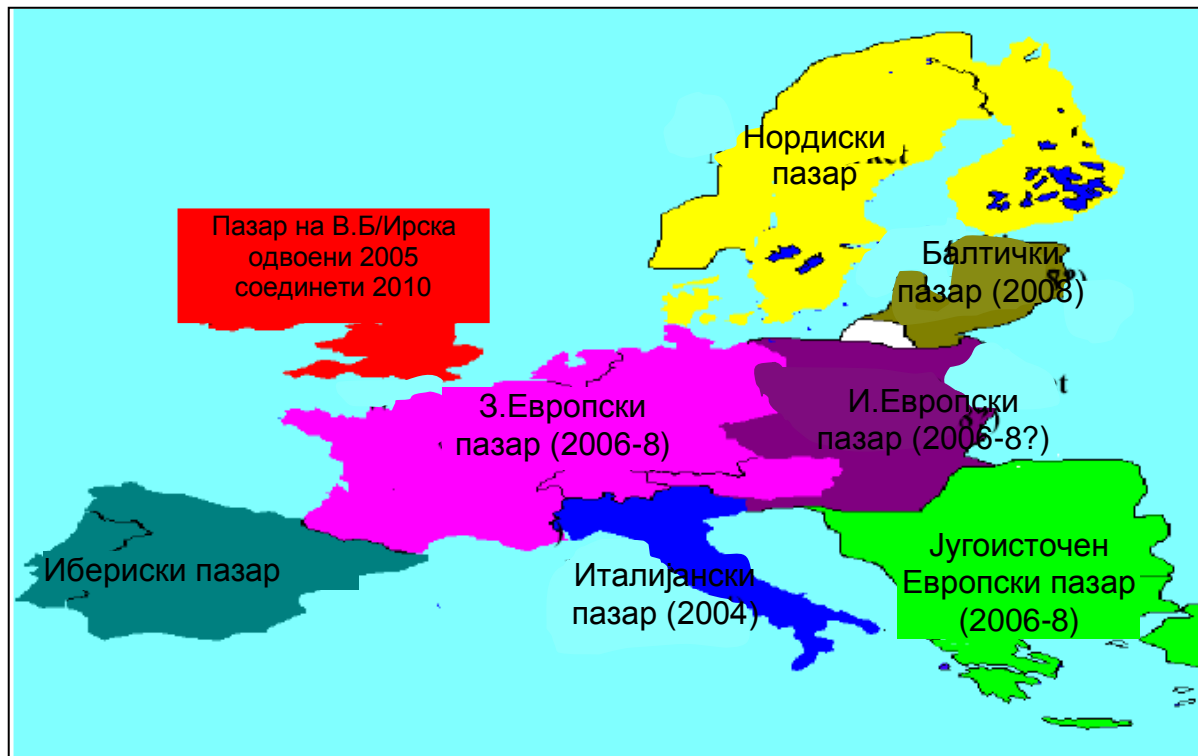 Нордиски
пазар
Пазар на В.Б/Ирска
одвоени 2005
соединети 2010
Балтички
пазар (2008)
З.Европски
пазар (2006-8)
И.Европски
пазар (2006-8?)
Ибериски пазар
Италијански
пазар (2004)
Југоисточен
Европски пазар
(2006-8)